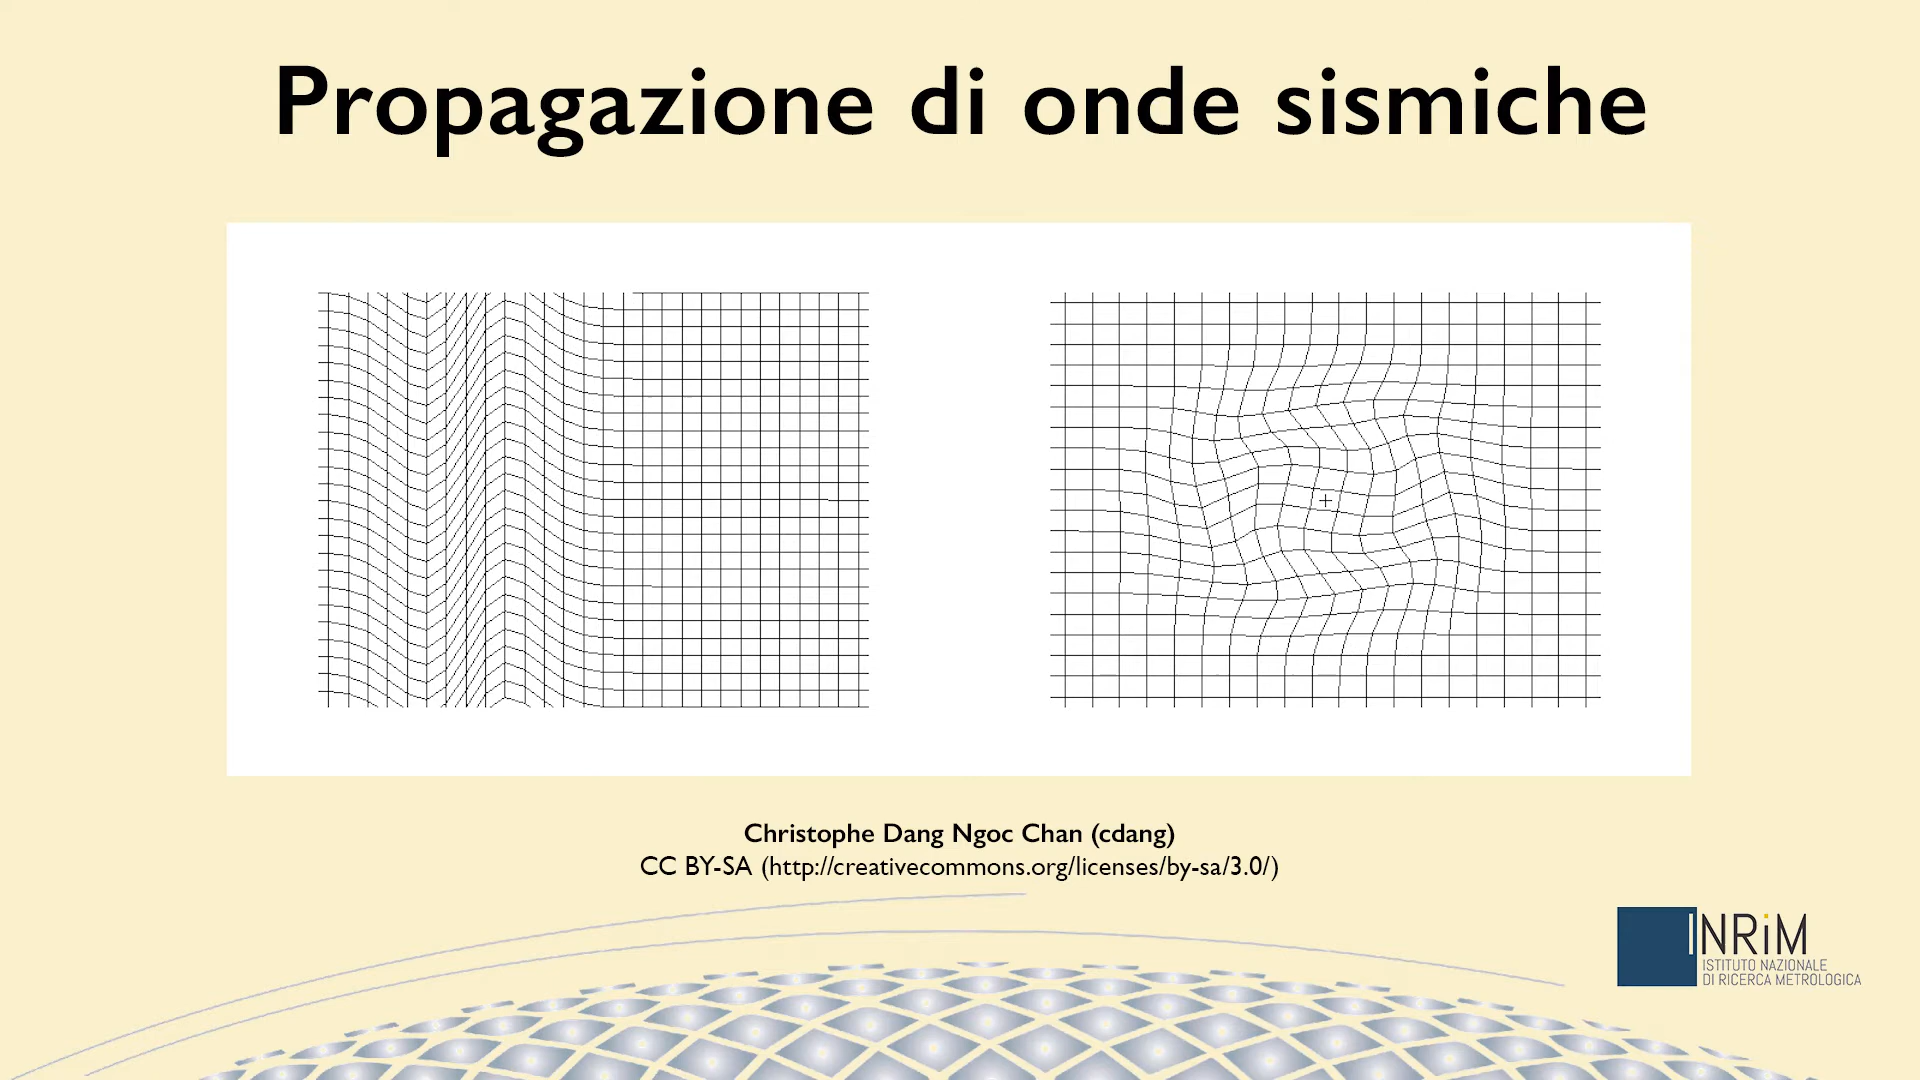 Propagazione di onde sismiche
Christophe Dang Ngoc Chan (cdang)
CC BY-SA (http://creativecommons.org/licenses/by-sa/3.0/)
INRiM
ISTITUTO NAZIONALE
DI RICERCA METROLOGICA